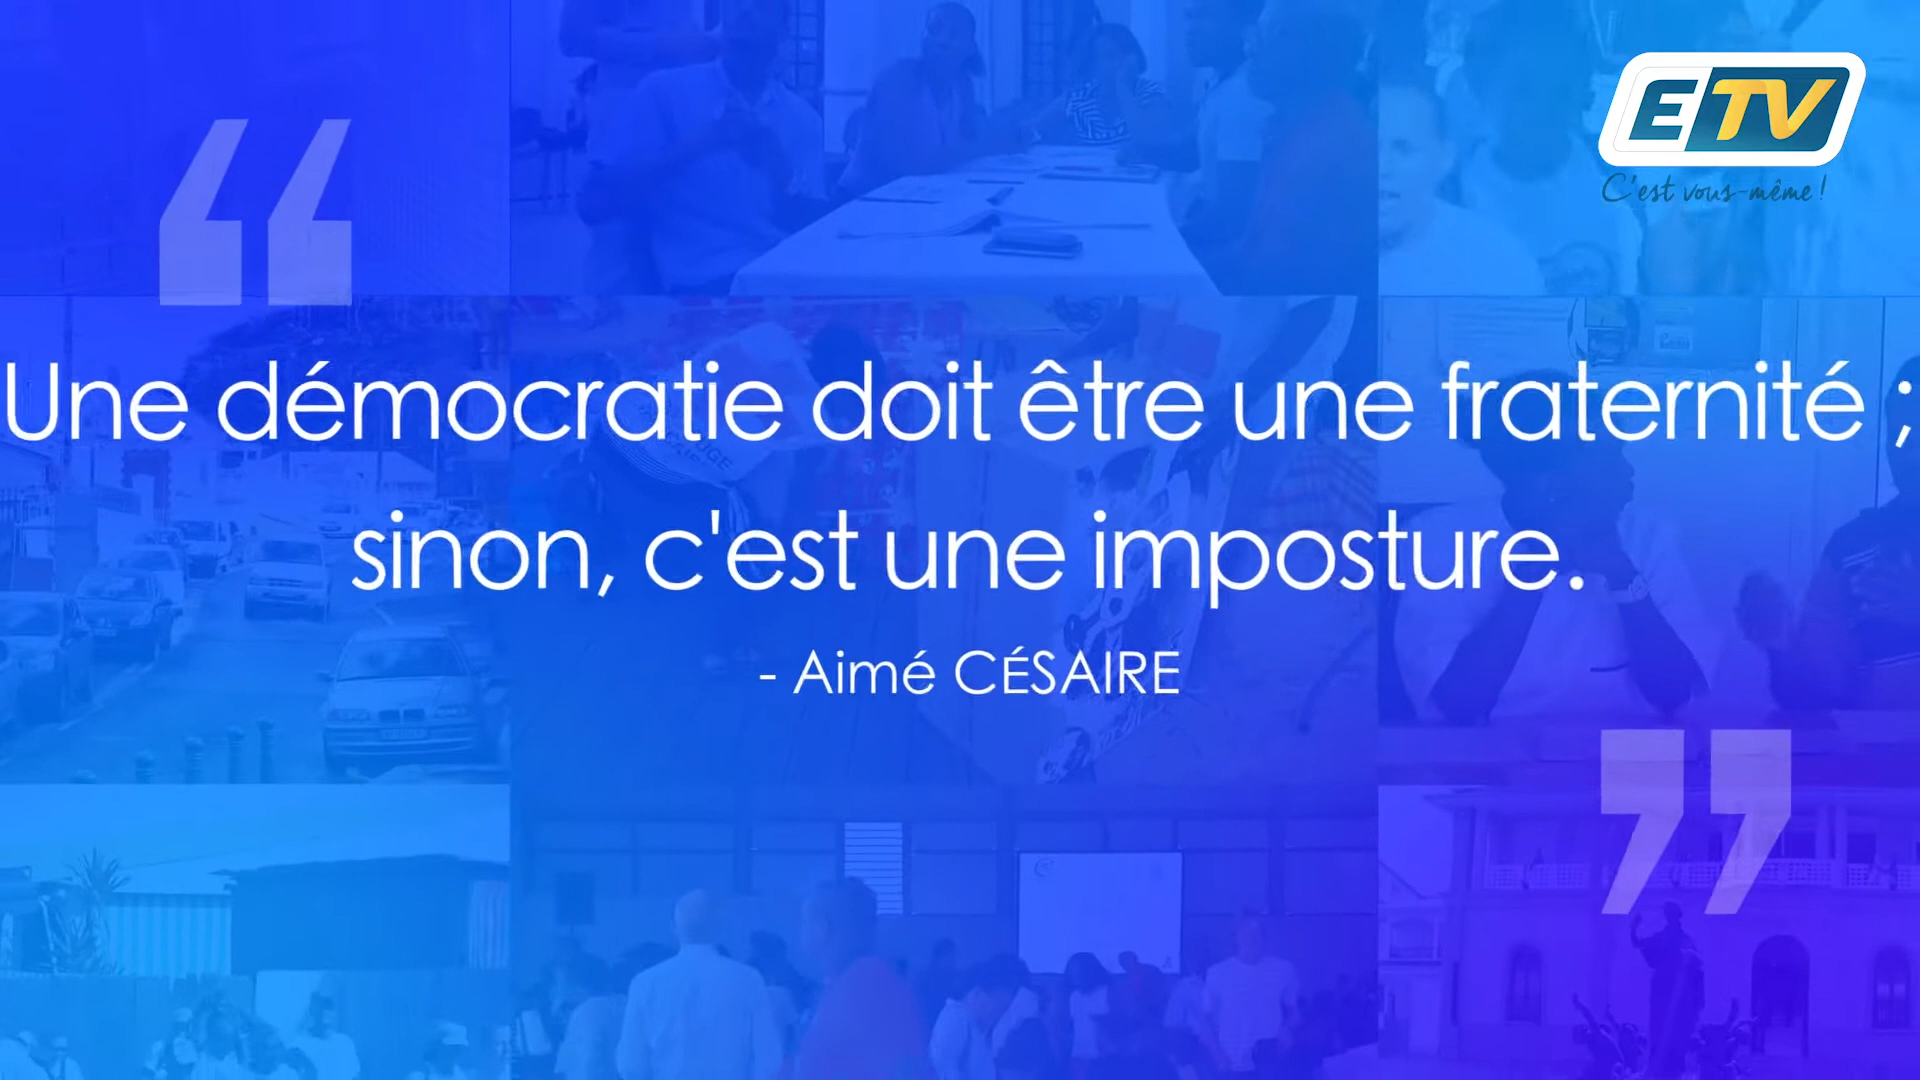 ETV
C'est vous-même !
Une démocratie doit être une fraternité ;
sinon, c'est une imposture.
- Aimé CÉSAIRE